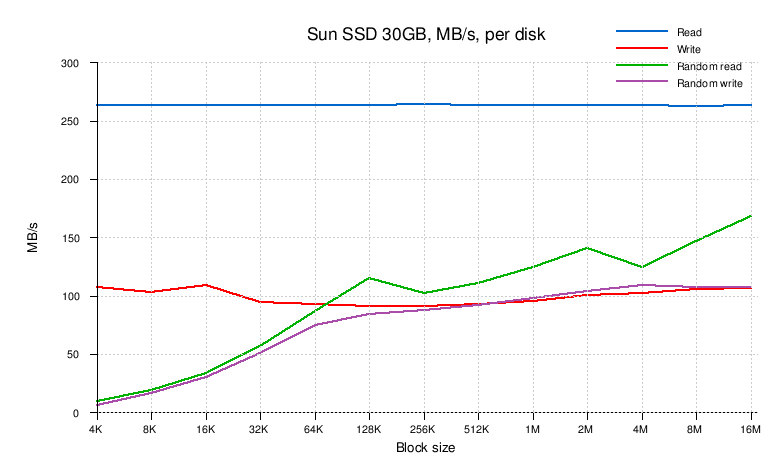 Sun SSD 30GB, MB/s, per disk
Read
Write
Random read
Random write
300
250
200
150
100
50
0
MB/s
4K 8K 16K 32K 64K 128K 256K 512K 1M 2M 4M 8M 16M
Block size